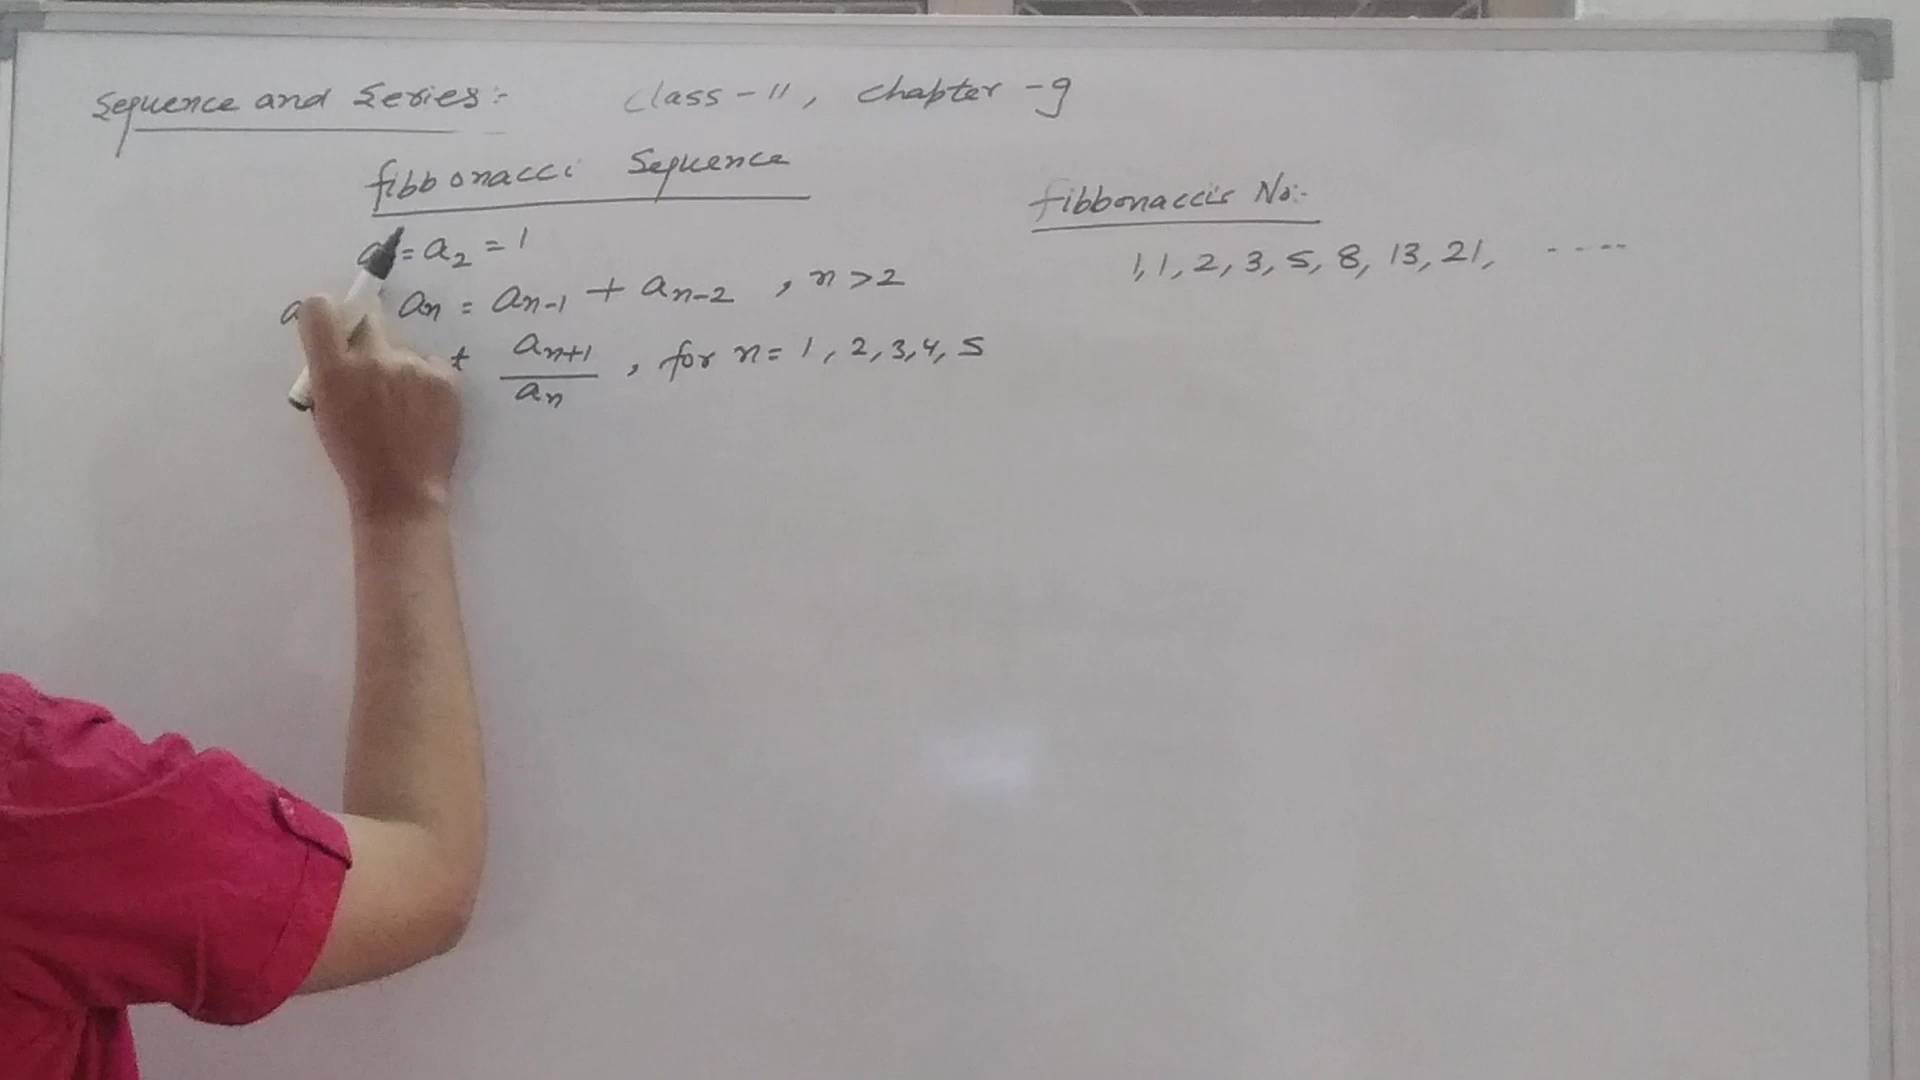 Sequence and Series:- Class-11, Chapter-9
fibbonacci Sequence
= a2 = 1
an = an-1 + an-2 , n>2
an+1/an , for n= 1, 2, 3, 4, 5
fibbonaccis No:-
1, 1, 2, 3, 5, 8, 13, 21, ----